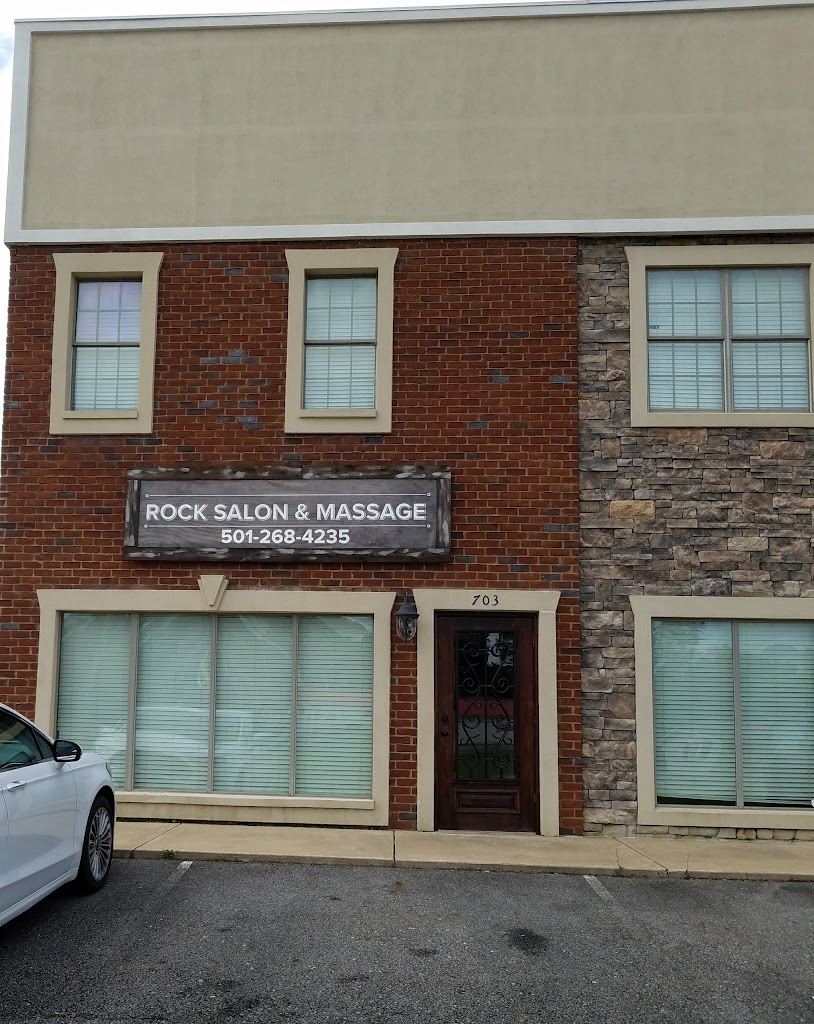 ROCK SALON & MASSAGE
501-268-4235
703